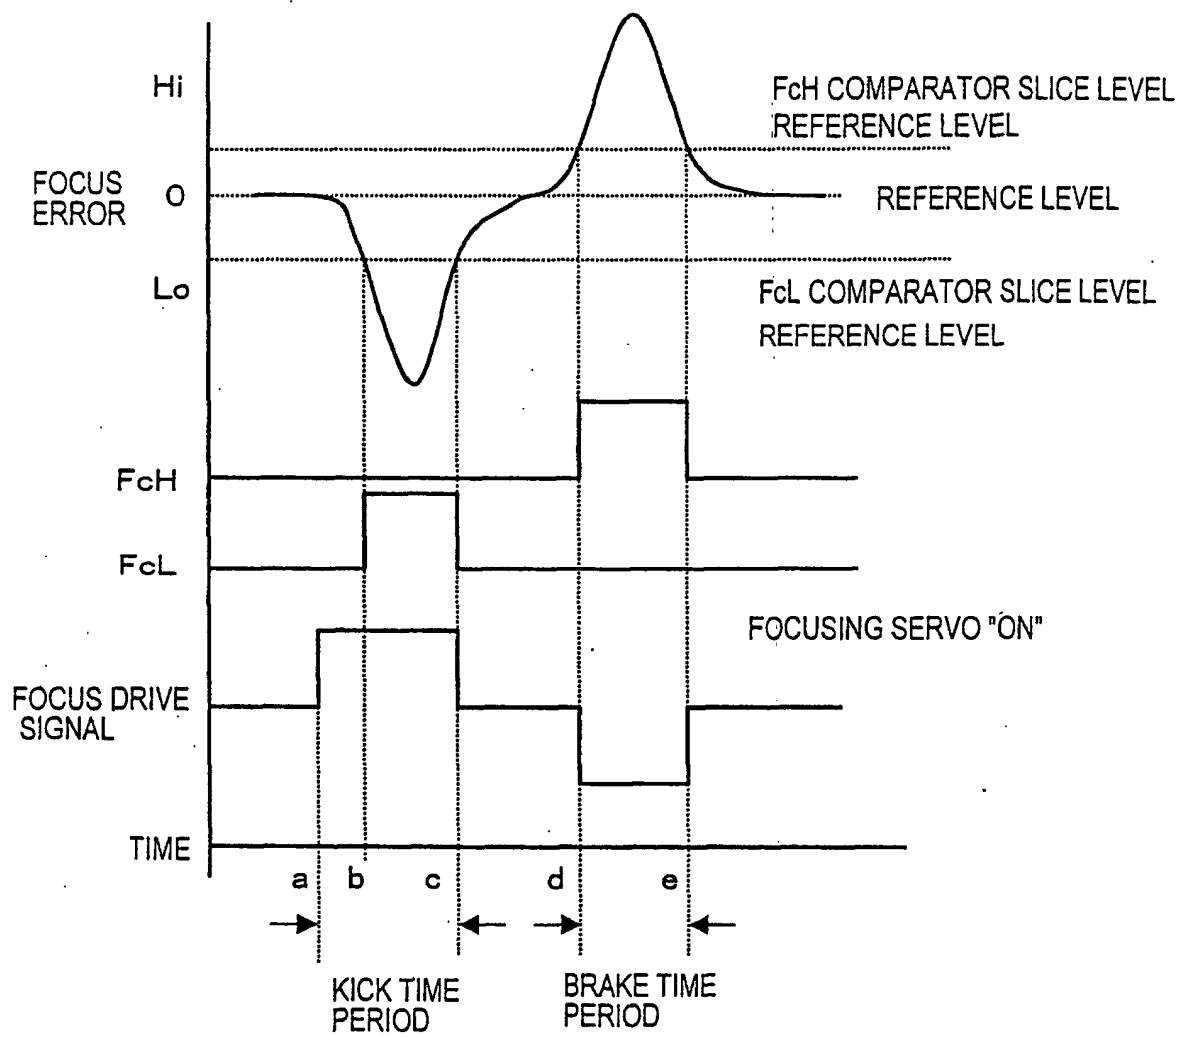 Hi
FcH COMPARATOR SLICE LEVEL
REFERENCE LEVEL
FOCUS
ERROR
0
REFERENCE LEVEL
Lo
FcL COMPARATOR SLICE LEVEL
REFERENCE LEVEL
FcH
FcL
FOCUSING SERVO "ON"
FOCUS DRIVE
SIGNAL
TIME
a b c d e
KICK TIME
PERIOD
BRAKE TIME
PERIOD